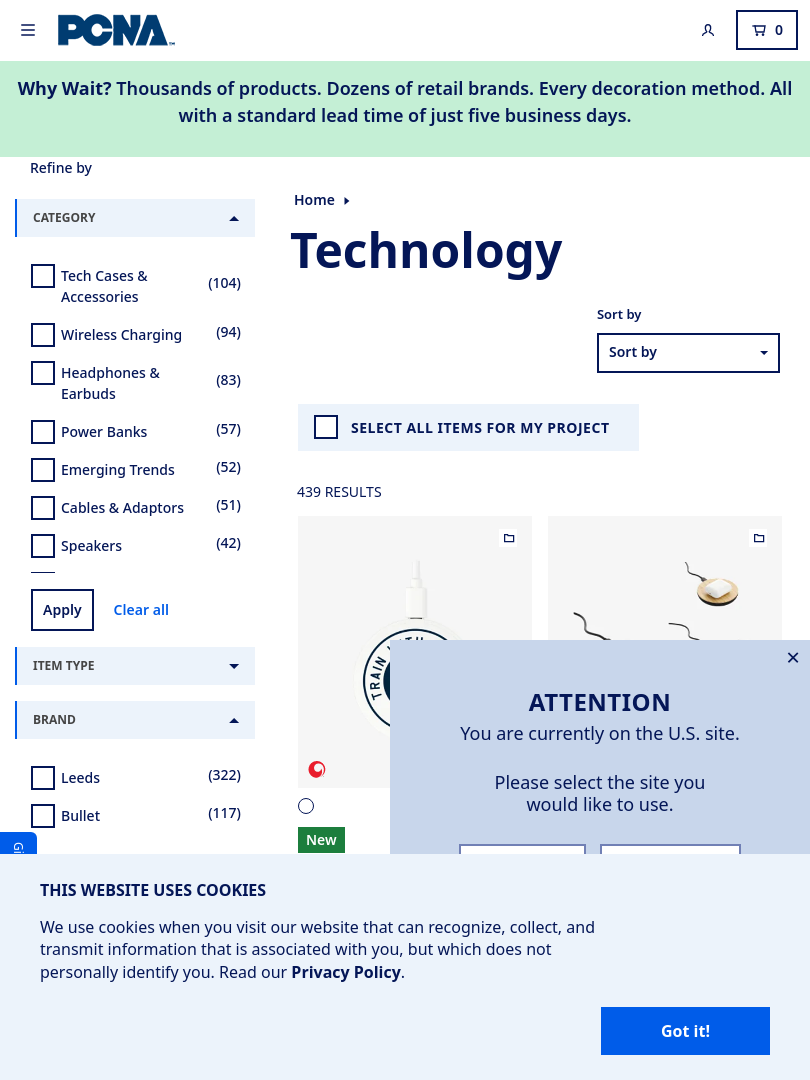 PCNA
0
Why Wait? Thousands of products. Dozens of retail brands. Every decoration method. All
with a standard lead time of just five business days.
Refine by
CATEGORY
Tech Cases &
Accessories
(104)
Wireless Charging
(94)
Headphones &
Earbuds
(83)
Power Banks
(57)
Emerging Trends
(52)
Cables & Adaptors
(51)
Speakers
(42)
Apply
Clear all
ITEM TYPE
BRAND
Leeds
(322)
Bullet
(117)
Home
Technology
Sort by
Sort by
SELECT ALL ITEMS FOR MY PROJECT
439 RESULTS
TRAIN
New
ATTENTION
You are currently on the U.S. site.
Please select the site you
would like to use.
THIS WEBSITE USES COOKIES
We use cookies when you visit our website that can recognize, collect, and
transmit information that is associated with you, but which does not
personally identify you. Read our Privacy Policy.
Got it!